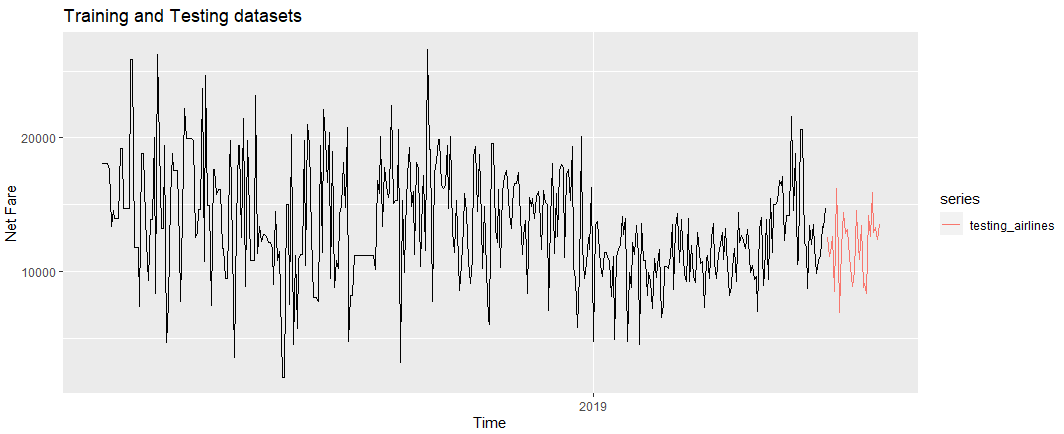 Training and Testing datasets
20000
10000
Net Fare
2019
Time
series
testing_airlines